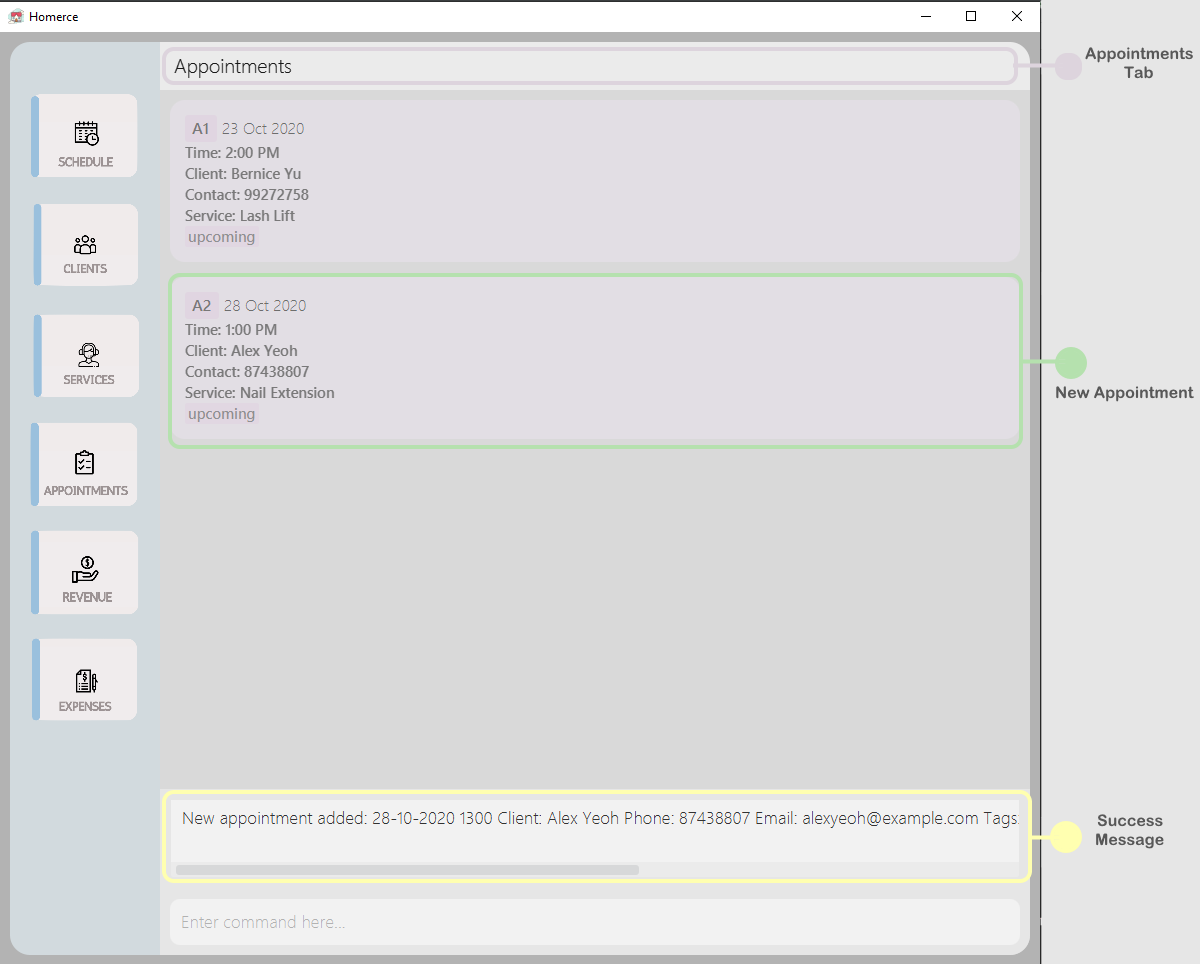 Homerce
Appointments
Appointments
Tab
SCHEDULE
CLIENTS
SERVICES
APPOINTMENTS
REVENUE
EXPENSES
A1 23 Oct 2020
Time: 2:00 PM
Client: Bernice Yu
Contact: 99272758
Service: Lash Lift
upcoming
A2 28 Oct 2020
Time: 1:00 PM
Client: Alex Yeoh
Contact: 87438807
Service: Nail Extension
upcoming
New Appointment
New appointment added: 28-10-2020 1300 Client: Alex Yeoh Phone: 87438807 Email: alexyeoh@example.com Tags:
Success
Message
Enter command here...